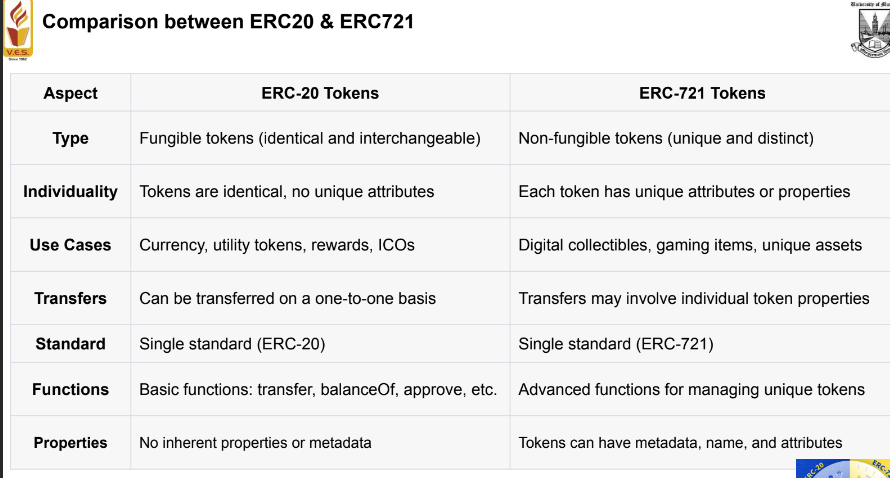 V.E.S.
Since 1962
Comparison between ERC20 & ERC721
Aspect ERC-20 Tokens ERC-721 Tokens
Type Fungible tokens (identical and interchangeable) Non-fungible tokens (unique and distinct)
Individuality Tokens are identical, no unique attributes Each token has unique attributes or properties
Use Cases Currency, utility tokens, rewards, ICOs Digital collectibles, gaming items, unique assets
Transfers Can be transferred on a one-to-one basis Transfers may involve individual token properties
Standard Single standard (ERC-20) Single standard (ERC-721)
Functions Basic functions: transfer, balanceOf, approve, etc. Advanced functions for managing unique tokens
Properties No inherent properties or metadata Tokens can have metadata, name, and attributes